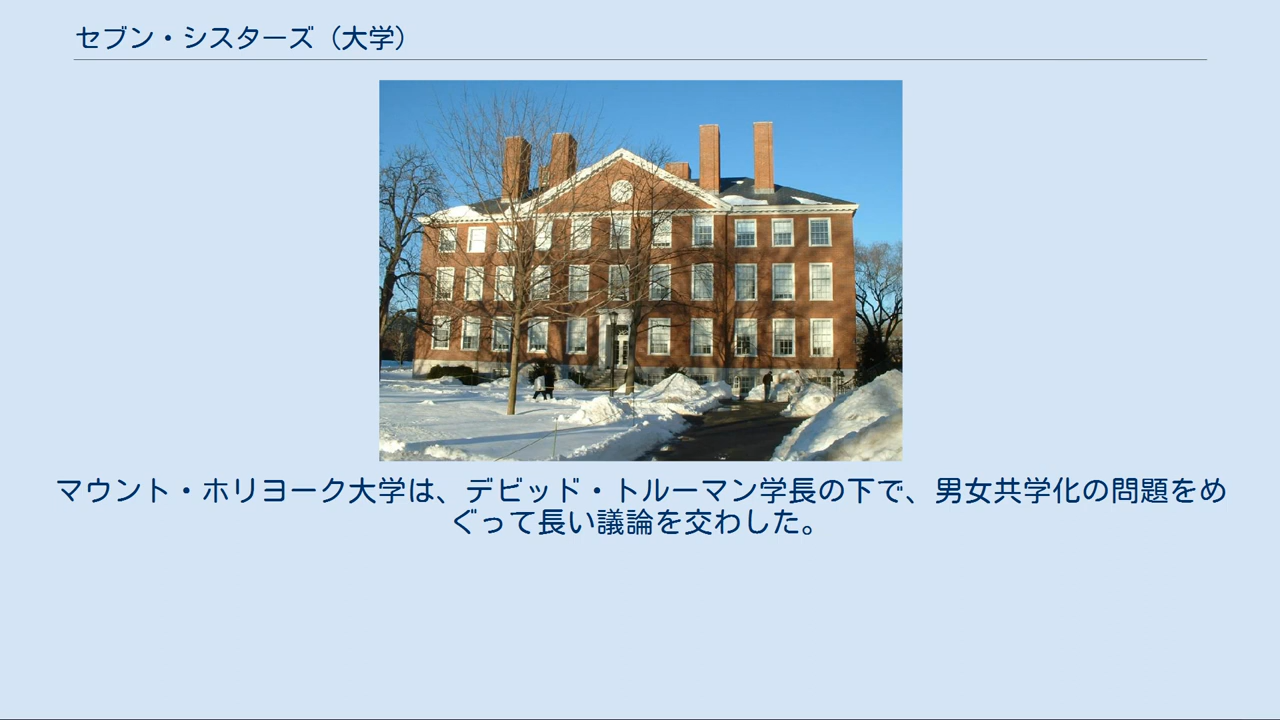 セブン・シスターズ（大学）
マウント・ホリヨーク大学は、デビッド・トルーマン学長の下で、男女共学化の問題をめ
ぐって長い議論を交わした。